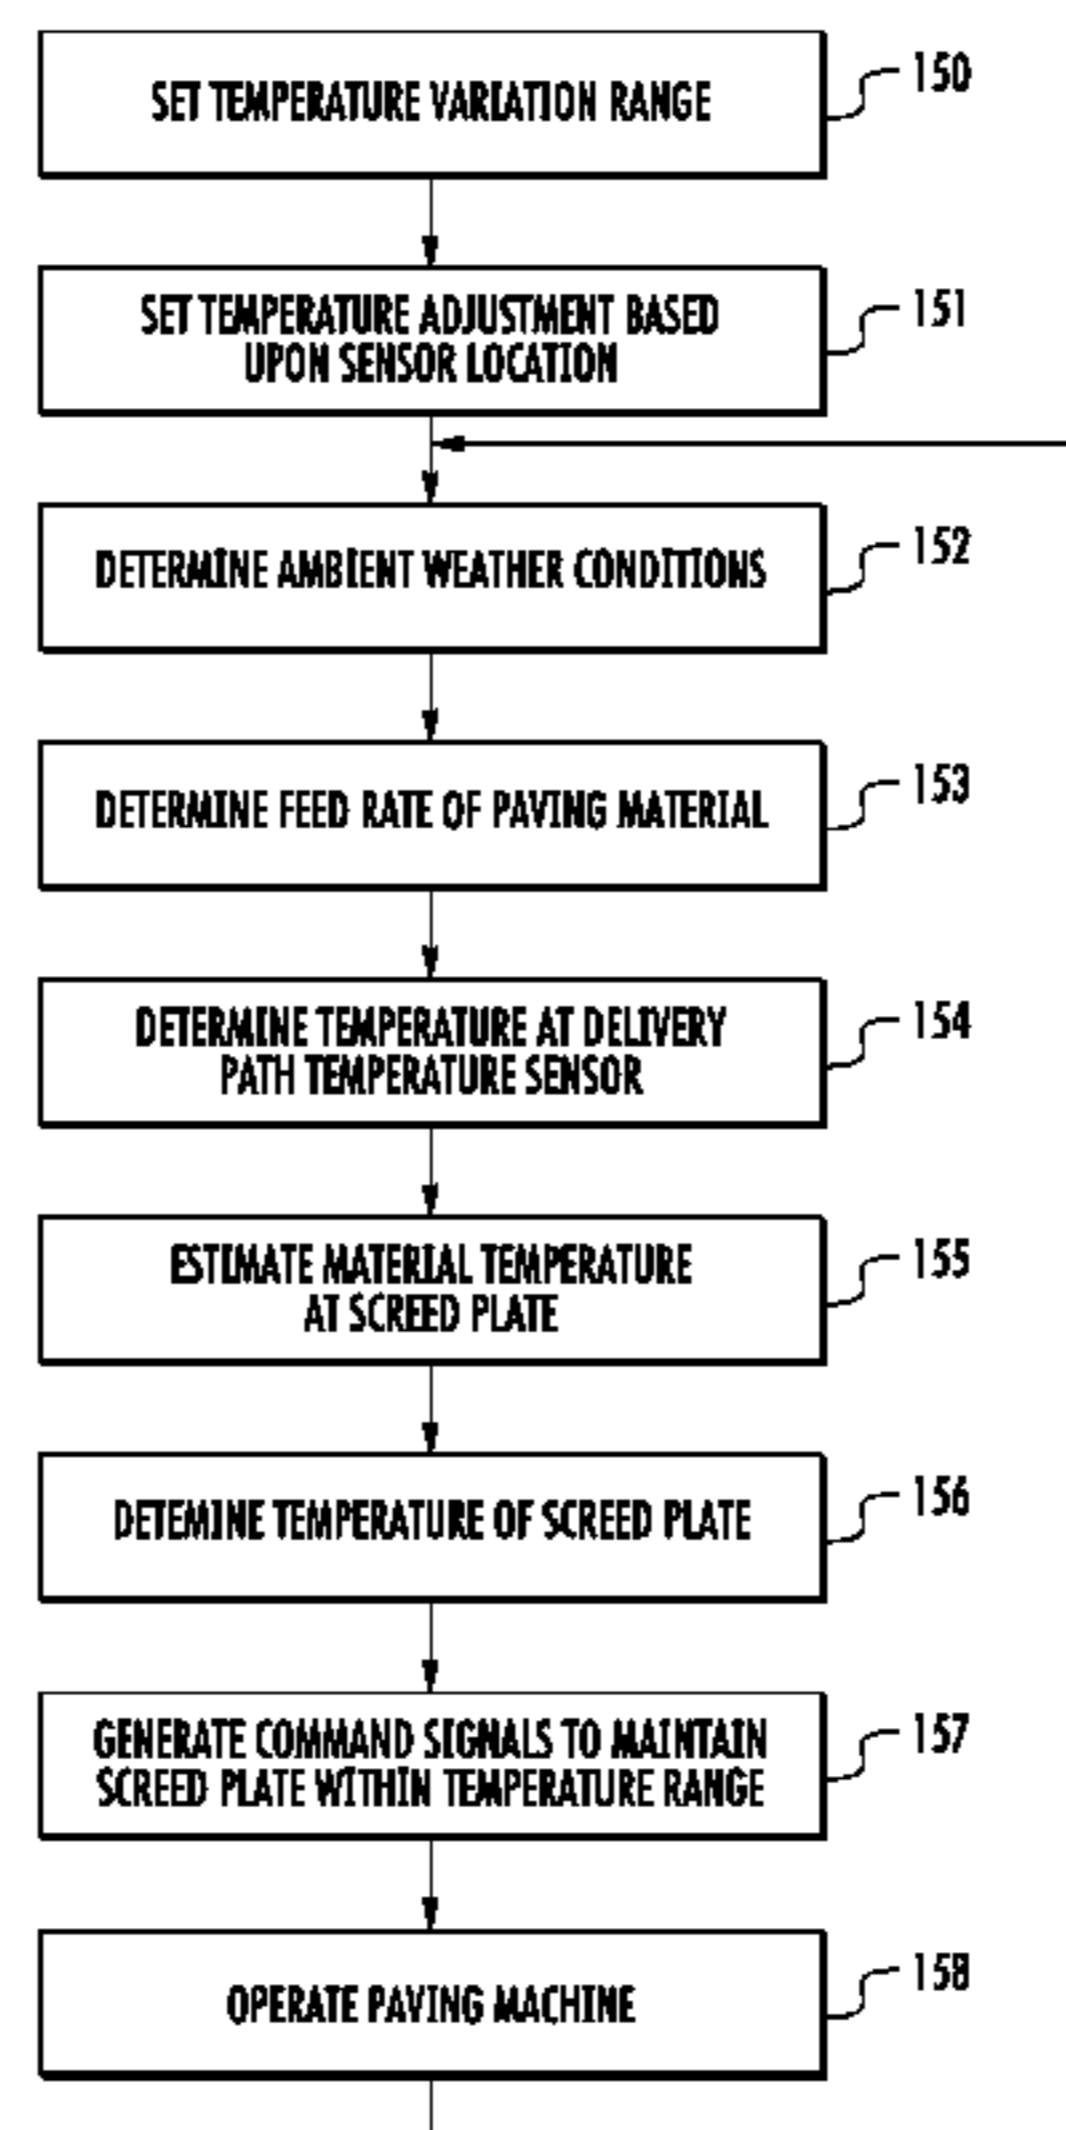 SET TEMPERATURE VARIATION RANGE
150
SET TEMPERATURE ADJUSTMENT BASED
UPON SENSOR LOCATION
151
DETERMINE AMBIENT WEATHER CONDITIONS
152
DETERMINE FEED RATE OF PAVING MATERIAL
153
DETERMINE TEMPERATURE AT DELIVERY
PATH TEMPERATURE SENSOR
154
ESTIMATE MATERIAL TEMPERATURE
AT SCREED PLATE
155
DETEMINE TEMPERATURE OF SCREED PLATE
156
GENERATE COMMAND SIGNALS TO MAINTAIN
SCREED PLATE WITHIN TEMPERATURE RANGE
157
OPERATE PAVING MACHINE
158